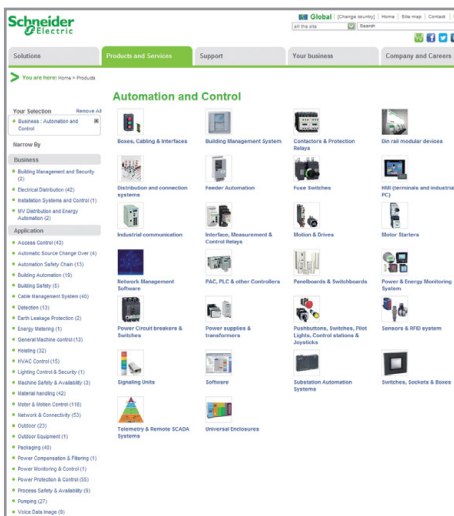 Schneider
Electric
Global [Change country] | Home | Site map | Contact
all the site Search
Solutions Products and Services Support Your business Company and Careers
You are here: Home > Products
Automation and Control
Your Selection Remove All
Business : Automation and
Control
Narrow By
Business
Building Management and Security
(2)
Electrical Distribution (42)
Installation Systems and Control (1)
MV Distribution and Energy
Automation (2)
Application
Access Control (43)
Automatic Source Change Over (4)
Automation Safety Chain (13)
Building Automation (19)
Building Safety (5)
Cable Management System (40)
Detection (13)
Earth Leakage Protection (2)
Energy Metering (1)
General Machine control (13)
Hoisting (32)
HVAC Control (15)
Lighting Control & Security (1)
Machine Safety & Availability (3)
Material handling (42)
Motor & Motion Control (118)
Network & Connectivity (53)
Outdoor (23)
Outdoor Equipment (1)
Packaging (40)
Power Compensation & Filtering (1)
Power Monitoring & Control (1)
Power Protection & Control (55)
Process Safety & Availability (9)
Pumping (27)
Voice Data Image (9)
Boxes, Cabling & Interfaces
Building Management System
Contactors & Protection
Relays
Din rail modular devices
Distribution and connection
systems
Feeder Automation
Fuse Switches
HMI (terminals and industrial
PC)
Industrial communication
Interface, Measurement &
Control Relays
Motion & Drives
Motor Starters
Network Management
Software
PAC, PLC & other Controllers
Panelboards & Switchboards
Power & Energy Monitoring
System
Power Circuit breakers &
Switches
Power supplies &
transformers
Pushbuttons, Switches, Pilot
Lights, Control stations &
Joysticks
Sensors & RFID system
Signaling Units
Software
Substation Automation
Systems
Switches, Sockets & Boxes
Telemetry & Remote SCADA
Systems
Universal Enclosures